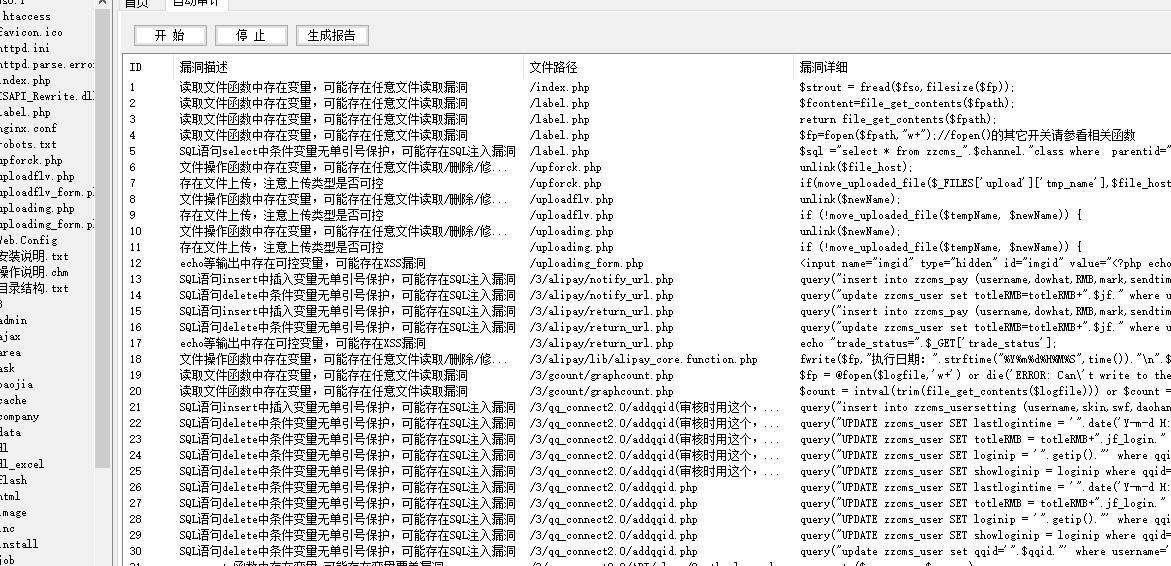 首页 自动审计
htaccess
favicon.ico
httpd.ini
httpd.parse.error
index.php
ISAPI_Rewrite.dll
label.php
nginx.conf
robots.txt
upforck.php
uploadflv.php
uploadflv_form.p
uploadimg.php
uploadimg_form.p
Web.Config
安装说明.txt
操作说明.chm
目录结构.txt
3
admin
ajax
area
ask
baojia
cache
company
data
dl
dl_excel
flash
html
image
inc
install
job
开 始 停 止 生成报告
ID 漏洞描述 文件路径 漏洞详细
1 读取文件函数中存在变量，可能存在任意文件读取漏洞 /index.php $strout = fread($fso,filesize($fp));
2 读取文件函数中存在变量，可能存在任意文件读取漏洞 /label.php $fcontent=file_get_contents($fpath);
3 读取文件函数中存在变量，可能存在任意文件读取漏洞 /label.php return file_get_contents($fpath);
4 读取文件函数中存在变量，可能存在任意文件读取漏洞 /label.php $fp=fopen($fpath,"w+");//fopen()的其它开关请参看相关函数
5 SQL语句select中条件变量无单引号保护，可能存在SQL注入漏洞 /label.php $sql ="select * from zzcms_".$channel."class where  parentid="
6 文件操作函数中存在变量，可能存在任意文件读取/删除/修... /upforck.php unlink($file_host);
7 存在文件上传，注意上传类型是否可控 /upforck.php if(move_uploaded_file($_FILES['upload']['tmp_name'],$file_host
8 文件操作函数中存在变量，可能存在任意文件读取/删除/修... /uploadflv.php unlink($newName);
9 存在文件上传，注意上传类型是否可控 /uploadflv.php if (!move_uploaded_file($tempName, $newName)) {
10 文件操作函数中存在变量，可能存在任意文件读取/删除/修... /uploadimg.php unlink($newName);
11 存在文件上传，注意上传类型是否可控 /uploadimg.php if (!move_uploaded_file($tempName, $newName)) {
12 echo等输出中存在可控变量，可能存在XSS漏洞 /uploadimg_form.php <input name="imgid" type="hidden" id="imgid" value="<?php echo
13 SQL语句insert中插入变量无单引号保护，可能存在SQL注入漏洞 /3/alipay/notify_url.php query("insert into zzcms_pay (username,dowhat,RMB,mark,sendtim
14 SQL语句delete中条件变量无单引号保护，可能存在SQL注入漏洞 /3/alipay/notify_url.php query("update zzcms_user set totleRMB=totleRMB+".$jf." where u
15 SQL语句insert中插入变量无单引号保护，可能存在SQL注入漏洞 /3/alipay/return_url.php query("insert into zzcms_pay (username,dowhat,RMB,mark,sendtim
16 SQL语句delete中条件变量无单引号保护，可能存在SQL注入漏洞 /3/alipay/return_url.php query("update zzcms_user set totleRMB=totleRMB+".$jf." where u
17 echo等输出中存在可控变量，可能存在XSS漏洞 /3/alipay/return_url.php echo "trade_status=".$_GET['trade_status'];
18 文件操作函数中存在变量，可能存在任意文件读取/删除/修... /3/alipay/lib/alipay_core.function.php fwrite($fp,"执行日期：".strftime("%Y%m%d%H%M%S",time())."\n".$
19 读取文件函数中存在变量，可能存在任意文件读取漏洞 /3/gcount/graphcount.php $fp = @fopen($logfile,'w+') or die('ERROR: Can\'t write to the
20 读取文件函数中存在变量，可能存在任意文件读取漏洞 /3/gcount/graphcount.php $count = intval(trim(file_get_contents($logfile))) or $count =
21 SQL语句insert中插入变量无单引号保护，可能存在SQL注入漏洞 /3/qq_connect2.0/addqqid(审核时用这个，... query("insert into zzcms_usersetting (username,skin,swf,daohan
22 SQL语句delete中条件变量无单引号保护，可能存在SQL注入漏洞 /3/qq_connect2.0/addqqid(审核时用这个，... query("UPDATE zzcms_user SET lastlogintime = '".date('Y-m-d H:
23 SQL语句delete中条件变量无单引号保护，可能存在SQL注入漏洞 /3/qq_connect2.0/addqqid(审核时用这个，... query("UPDATE zzcms_user SET totleRMB = totleRMB+".jf_login."
24 SQL语句delete中条件变量无单引号保护，可能存在SQL注入漏洞 /3/qq_connect2.0/addqqid(审核时用这个，... query("UPDATE zzcms_user SET loginip = '".getip()."' where qqi
25 SQL语句delete中条件变量无单引号保护，可能存在SQL注入漏洞 /3/qq_connect2.0/addqqid(审核时用这个，... query("UPDATE zzcms_user SET showloginip = loginip where qqid=
26 SQL语句delete中条件变量无单引号保护，可能存在SQL注入漏洞 /3/qq_connect2.0/addqqid.php query("UPDATE zzcms_user SET lastlogintime = '".date('Y-m-d H:
27 SQL语句delete中条件变量无单引号保护，可能存在SQL注入漏洞 /3/qq_connect2.0/addqqid.php query("UPDATE zzcms_user SET totleRMB = totleRMB+".jf_login."
28 SQL语句delete中条件变量无单引号保护，可能存在SQL注入漏洞 /3/qq_connect2.0/addqqid.php query("UPDATE zzcms_user SET loginip = '".getip()."' where qqi
29 SQL语句delete中条件变量无单引号保护，可能存在SQL注入漏洞 /3/qq_connect2.0/addqqid.php query("UPDATE zzcms_user SET showloginip = loginip where qqid=
30 SQL语句delete中条件变量无单引号保护，可能存在SQL注入漏洞 /3/qq_connect2.0/addqqid.php query("update zzcms_user set qqid='".$qqid."' where username='